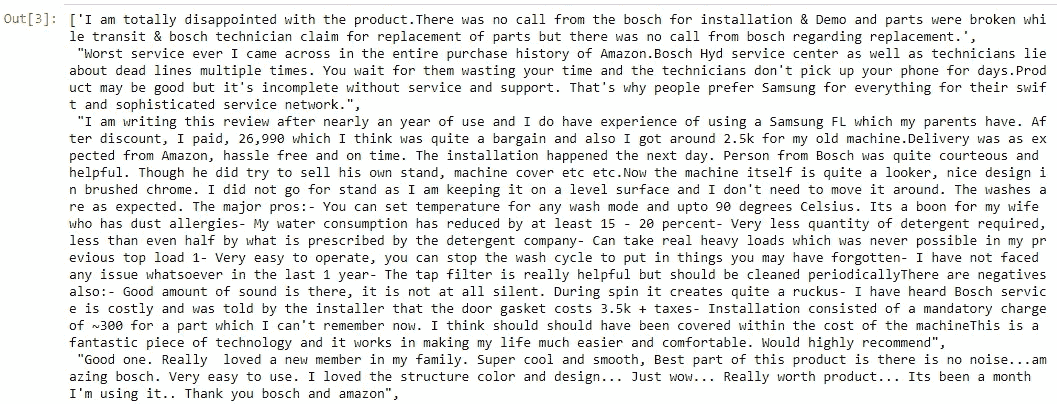 Out[3]: ['I am totally disappointed with the product.There was no call from the bosch for installation & Demo and parts were broken whi
le transit & bosch technician claim for replacement of parts but there was no call from bosch regarding replacement.',
"Worst service ever I came across in the entire purchase history of Amazon.Bosch Hyd service center as well as technicians lie
about dead lines multiple times. You wait for them wasting your time and the technicians don't pick up your phone for days.Prod
uct may be good but it's incomplete without service and support. That's why people prefer Samsung for everything for their swif
t and sophisticated service network.",
"I am writing this review after nearly an year of use and I do have experience of using a Samsung FL which my parents have. Af
ter discount, I paid, 26,990 which I think was quite a bargain and also I got around 2.5k for my old machine.Delivery was as ex
pected from Amazon, hassle free and on time. The installation happened the next day. Person from Bosch was quite courteous and
helpful. Though he did try to sell his own stand, machine cover etc etc.Now the machine itself is quite a looker, nice design i
n brushed chrome. I did not go for stand as I am keeping it on a level surface and I don't need to move it around. The washes a
re as expected. The major pros:- You can set temperature for any wash mode and upto 90 degrees Celsius. Its a boon for my wife
who has dust allergies- My water consumption has reduced by at least 15 - 20 percent- Very less quantity of detergent required,
less than even half by what is prescribed by the detergent company- Can take real heavy loads which was never possible in my pr
evious top load 1- Very easy to operate, you can stop the wash cycle to put in things you may have forgotten- I have not faced
any issue whatsoever in the last 1 year- The tap filter is really helpful but should be cleaned periodicallyThere are negatives
also:- Good amount of sound is there, it is not at all silent. During spin it creates quite a ruckus- I have heard Bosch servic
e is costly and was told by the installer that the door gasket costs 3.5k + taxes- Installation consisted of a mandatory charge
of ~300 for a part which I can't remember now. I think should should have been covered within the cost of the machineThis is a
fantastic piece of technology and it works in making my life much easier and comfortable. Would highly recommend",
"Good one. Really  loved a new member in my family. Super cool and smooth, Best part of this product is there is no noise...am
azing bosch. Very easy to use. I loved the structure color and design... Just wow... Really worth product... Its been a month
I'm using it.. Thank you bosch and amazon",